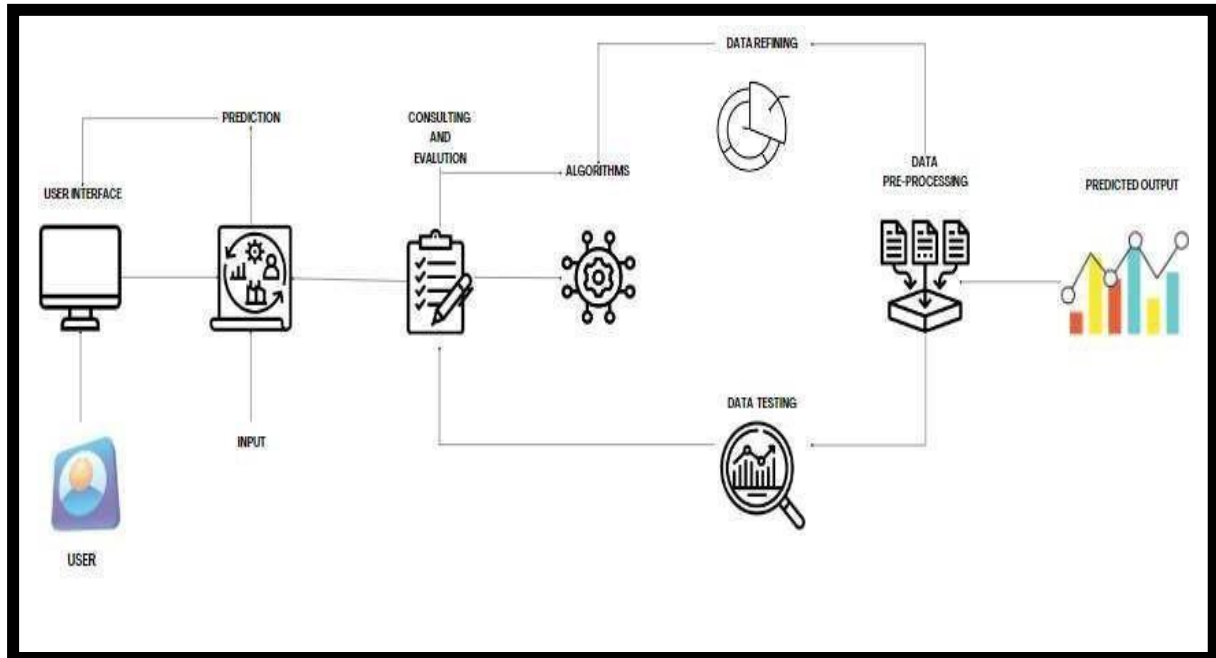 DATA REFINING
PREDICTION
CONSULTING
AND
EVALUTION
ALGORITHMS
DATA
PRE-PROCESSING
PREDICTED OUTPUT
USER INTERFACE
DATA TESTING
INPUT
USER